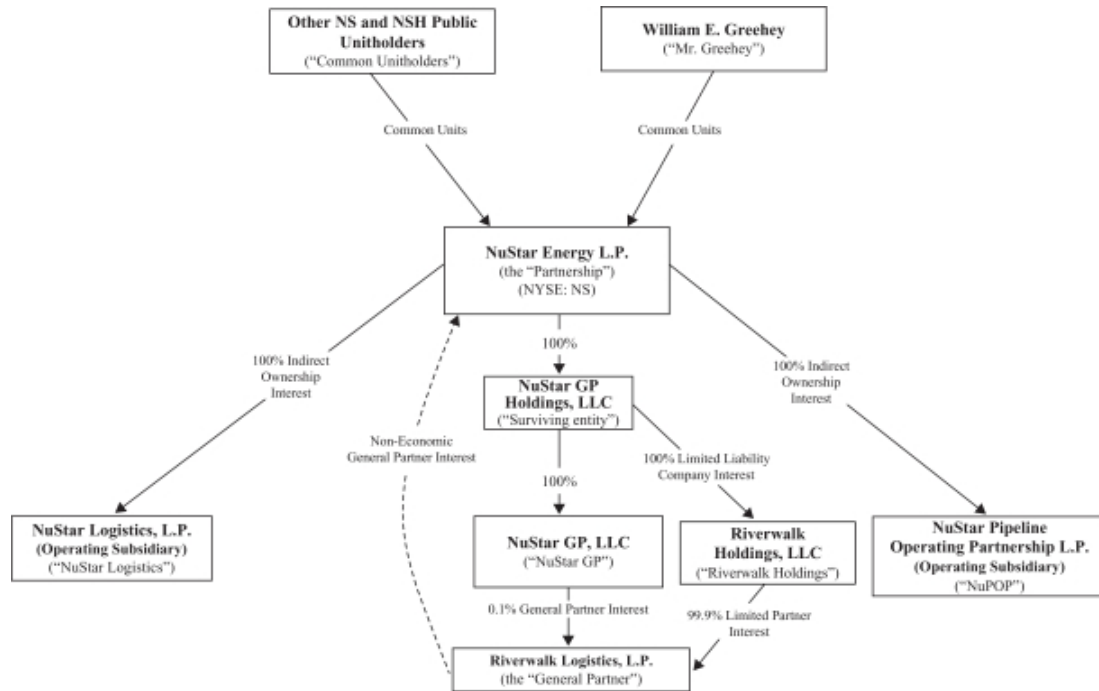 Other NS and NSH Public
Unitholders
(“Common Unitholders”)
William E. Greehey
(“Mr. Greehey”)
Common Units
Common Units
NuStar Energy L.P.
(the “Partnership”)
(NYSE: NS)
100% Indirect
Ownership
Interest
100%
100% Indirect
Ownership
Interest
NuStar GP
Holdings, LLC
(“Surviving entity”)
Non-Economic
General Partner Interest
100%
100% Limited Liability
Company Interest
NuStar Logistics, L.P.
(Operating Subsidiary)
(“NuStar Logistics”)
NuStar GP, LLC
(“NuStar GP”)
Riverwalk
Holdings, LLC
(“Riverwalk Holdings”)
NuStar Pipeline
Operating Partnership L.P.
(Operating Subsidiary)
(“NuPOP”)
0.1% General Partner Interest
99.9% Limited Partner
Interest
Riverwalk Logistics, L.P.
the “General Partner”)